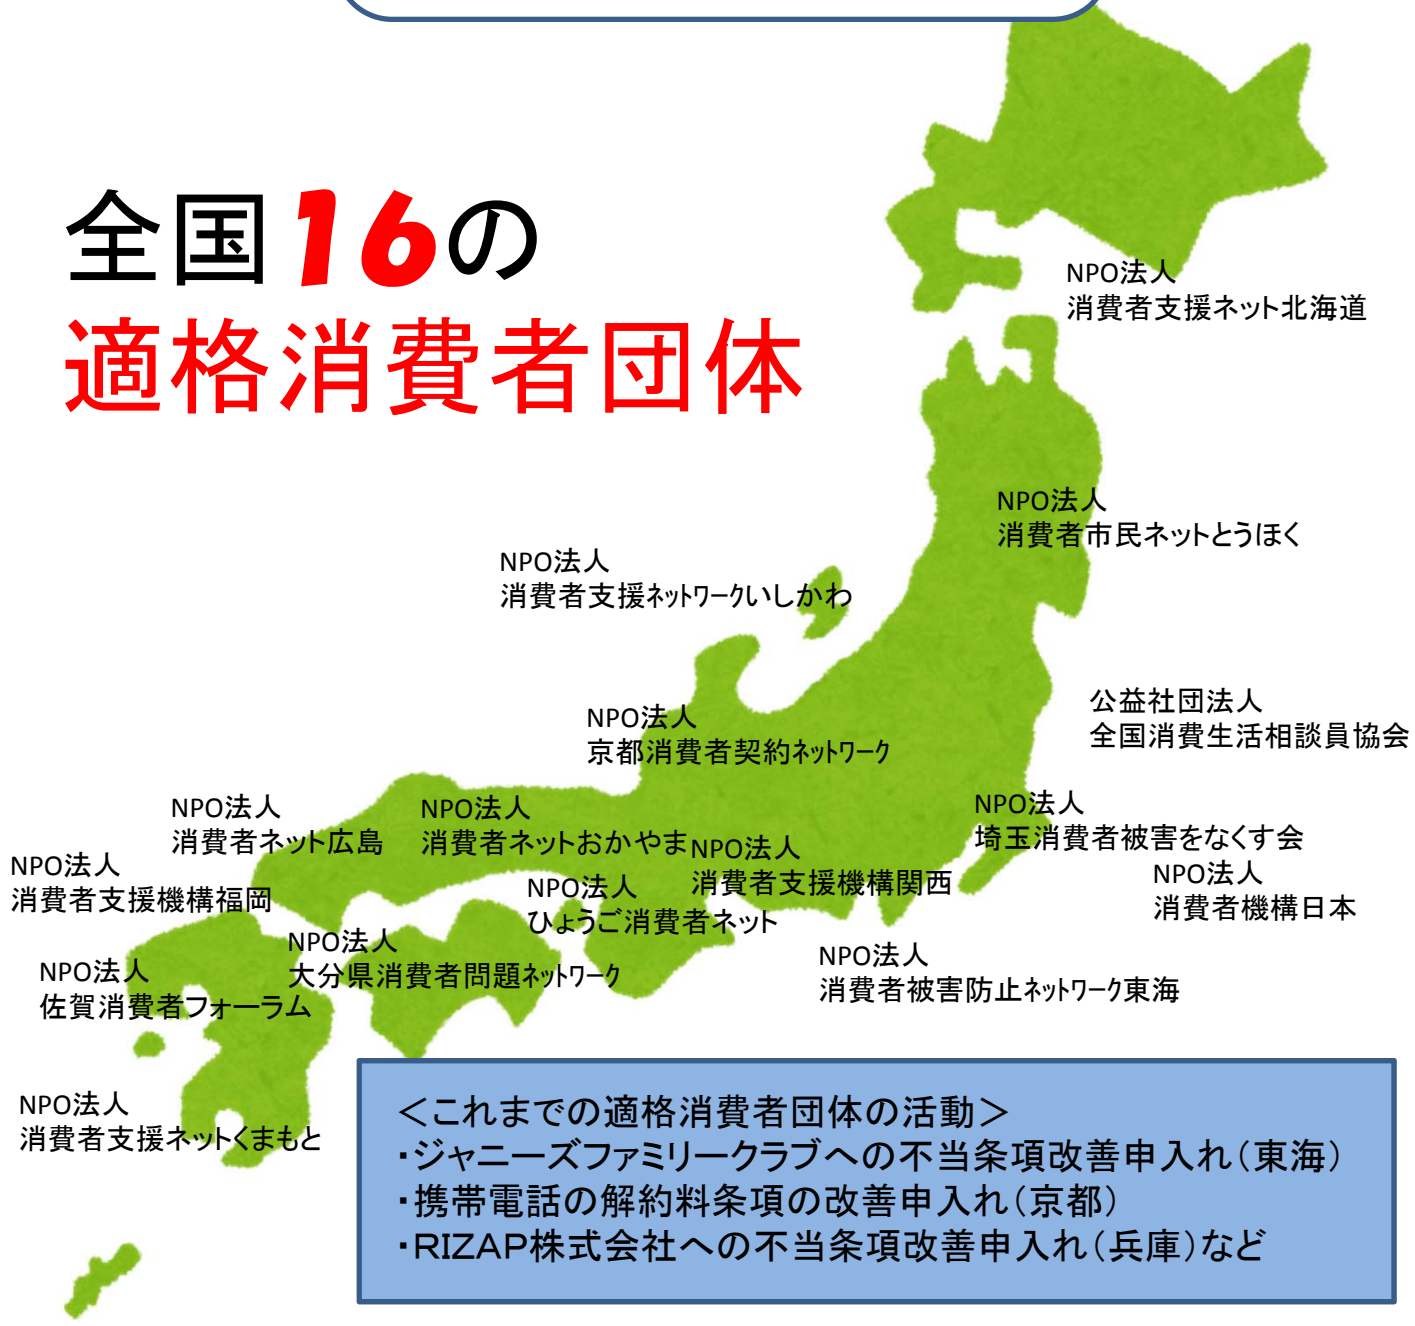 全国16の
適格消費者団体
NPO法人
消費者支援ネット北海道
NPO法人
消費者市民ネットとうほく
NPO法人
消費者支援ネットワークいしかわ
公益社団法人
全国消費生活相談員協会
NPO法人
京都消費者契約ネットワーク
NPO法人
埼玉消費者被害をなくす会
NPO法人
消費者ネット広島
NPO法人
消費者ネットおかやま
NPO法人
消費者支援機構関西
NPO法人
消費者機構日本
NPO法人
消費者支援機構福岡
NPO法人
ひょうご消費者ネット
NPO法人
大分県消費者問題ネットワーク
NPO法人
消費者被害防止ネットワーク東海
NPO法人
佐賀消費者フォーラム
NPO法人
消費者支援ネットくまもと
＜これまでの適格消費者団体の活動＞
・ジャニーズファミリークラブへの不当条項改善申入れ（東海）
・携帯電話の解約料条項の改善申入れ（京都）
・RIZAP株式会社への不当条項改善申入れ（兵庫）など